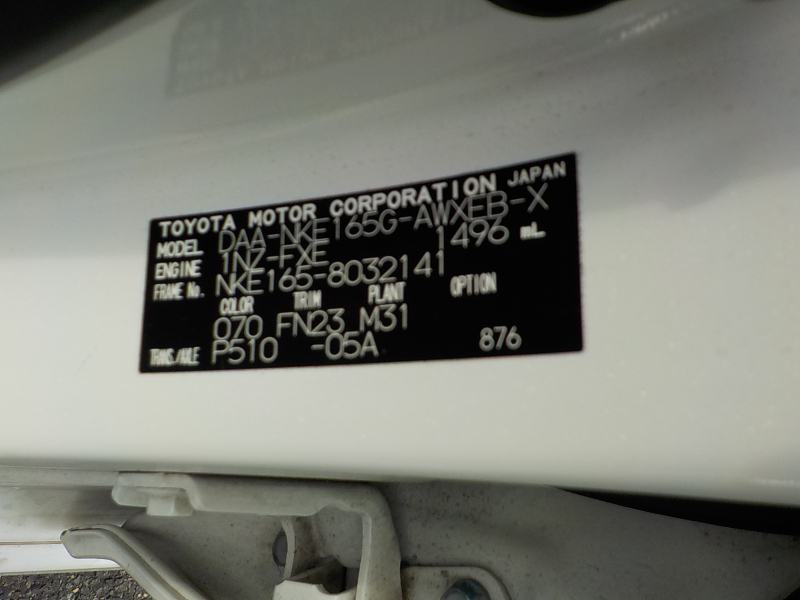 TOYOTA MOTOR CORPORATION JAPAN
MODEL DAA-NKE165G-AWXEB-X
ENGINE 1NZ-FXE 1496 mL
FRAME No. NKE165-8032141
COLOR TRIM PLANT OPTION
070 FN23 M31
TRANS./AXLE P510 -05A 876